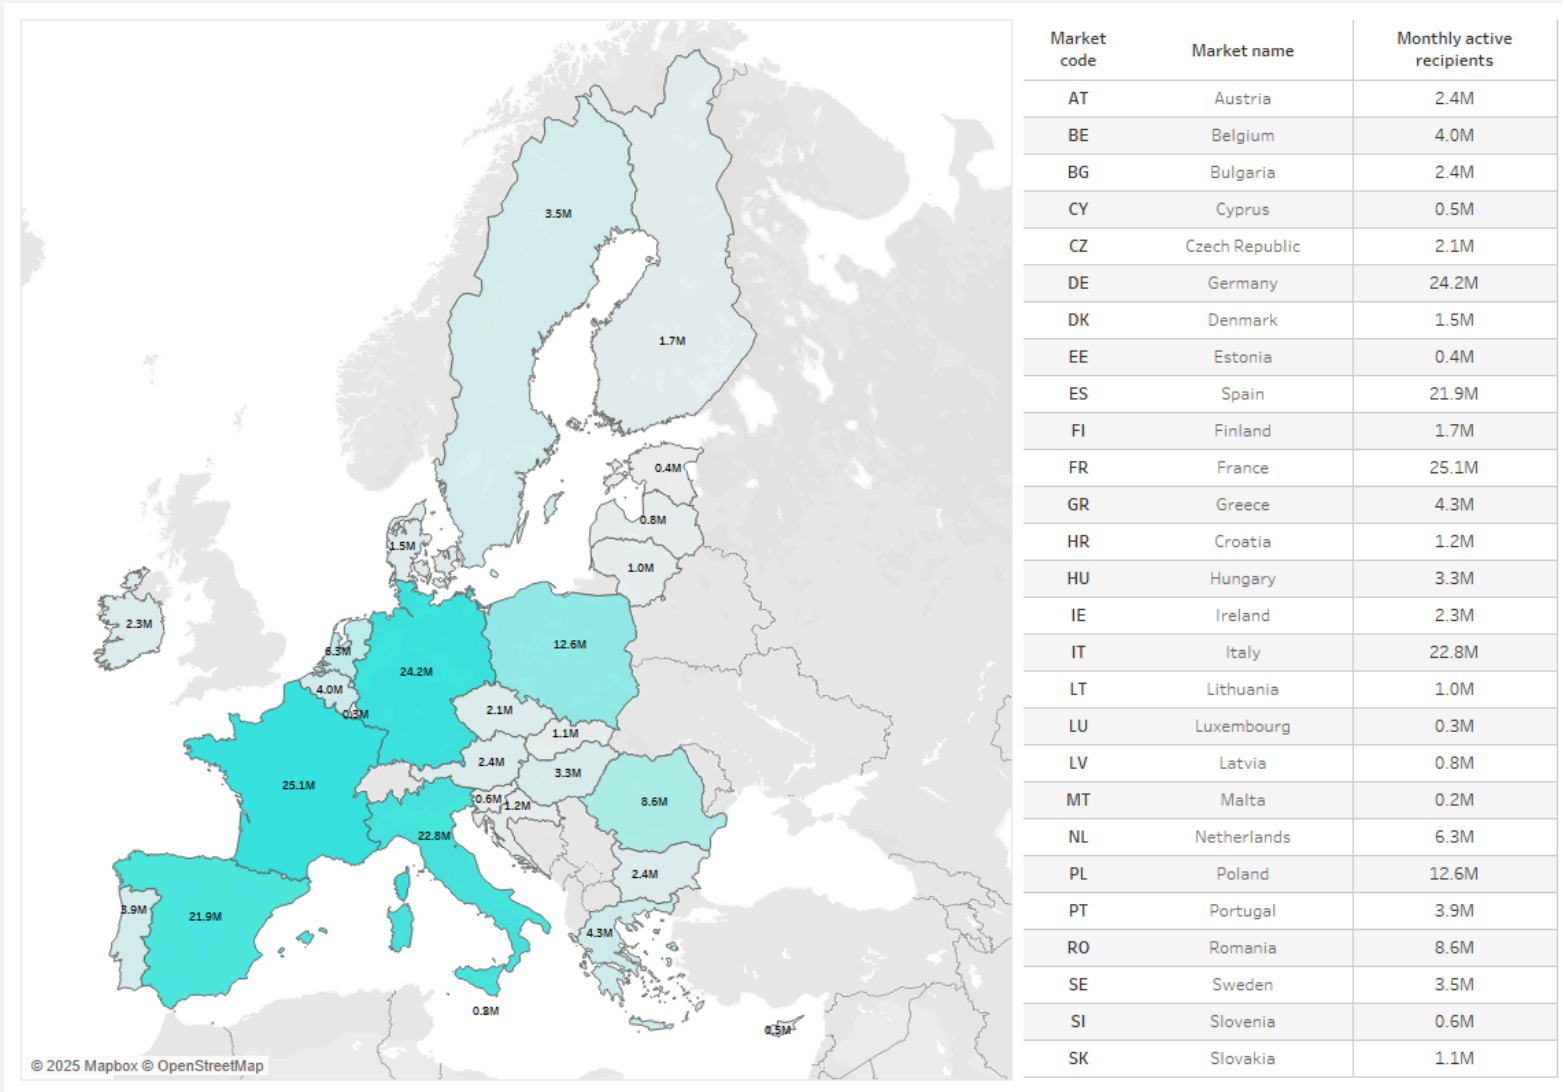 3.5M
1.7M
0.4M
0.8M
1.5M
1.0M
2.3M
6.3M
12.6M
24.2M
4.0M
0.3M
2.1M
1.1M
2.4M
3.3M
25.1M
0.6M
1.2M
8.6M
22.8M
2.4M
3.9M
21.9M
4.3M
0.5M
© 2025 Mapbox © OpenStreetMap
Market code Market name Monthly active recipients
AT Austria 2.4M
BE Belgium 4.0M
BG Bulgaria 2.4M
CY Cyprus 0.5M
CZ Czech Republic 2.1M
DE Germany 24.2M
DK Denmark 1.5M
EE Estonia 0.4M
ES Spain 21.9M
FI Finland 1.7M
FR France 25.1M
GR Greece 4.3M
HR Croatia 1.2M
HU Hungary 3.3M
IE Ireland 2.3M
IT Italy 22.8M
LT Lithuania 1.0M
LU Luxembourg 0.3M
LV Latvia 0.8M
MT Malta 0.2M
NL Netherlands 6.3M
PL Poland 12.6M
PT Portugal 3.9M
RO Romania 8.6M
SE Sweden 3.5M
SI Slovenia 0.6M
SK Slovakia 1.1M